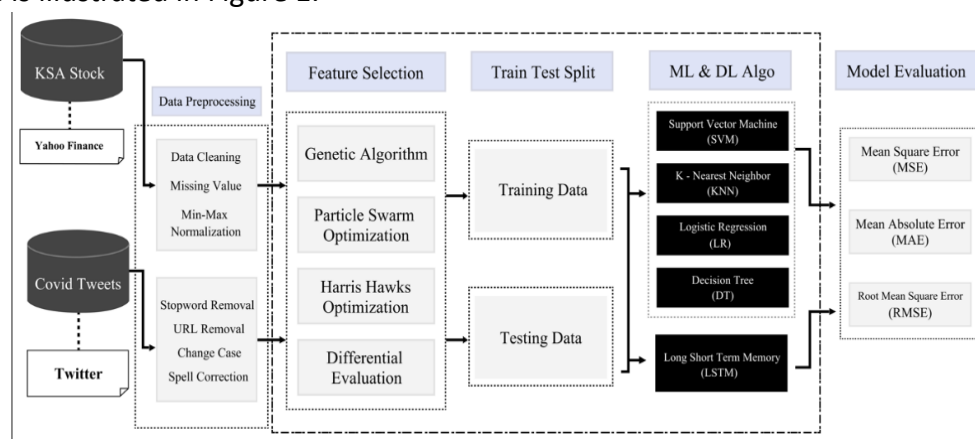 As illustrated in Figure 1.
KSA Stock
Yahoo Finance
Covid Tweets
Twitter
Data Preprocessing
Data Cleaning
Missing Value
Min-Max
Normalization
Stopword Removal
URL Removal
Change Case
Spell Correction
Feature Selection
Genetic Algorithm
Particle Swarm
Optimization
Harris Hawks
Optimization
Differential
Evaluation
Train Test Split
Training Data
Testing Data
ML & DL Algo
Support Vector Machine
(SVM)
K - Nearest Neighbor
(KNN)
Logistic Regression
(LR)
Decision Tree
(DT)
Long Short Term Memory
(LSTM)
Model Evaluation
Mean Square Error
(MSE)
Mean Absolute Error
(MAE)
Root Mean Square Error
(RMSE)